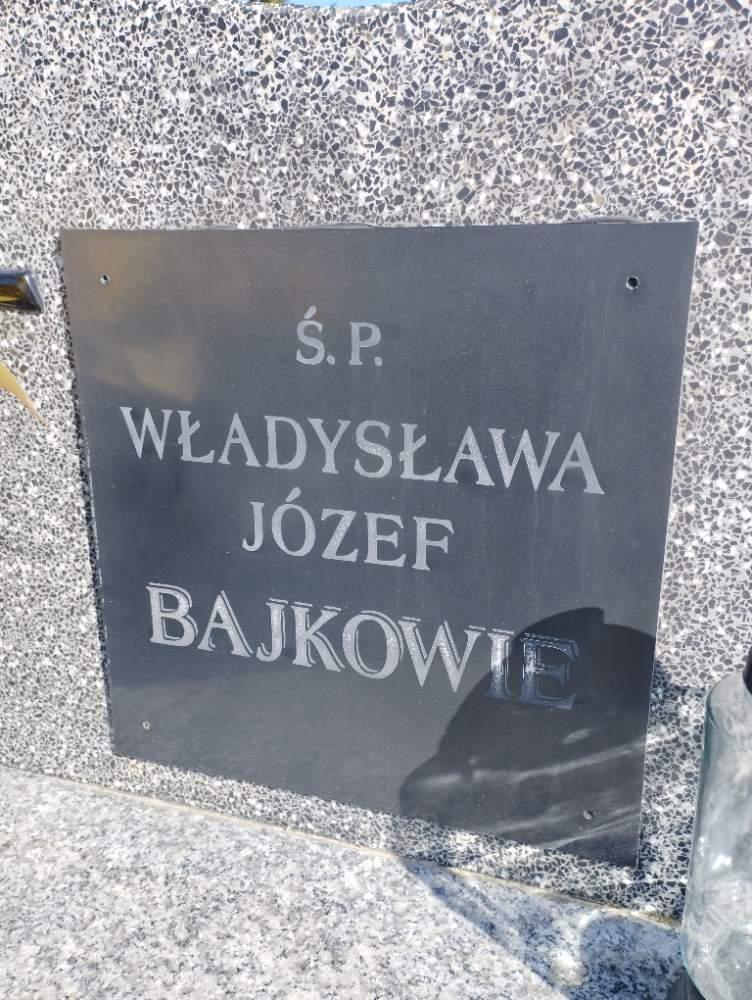 Ś. P.
WŁADYSŁAWA
JÓZEF
BAJKOWIE